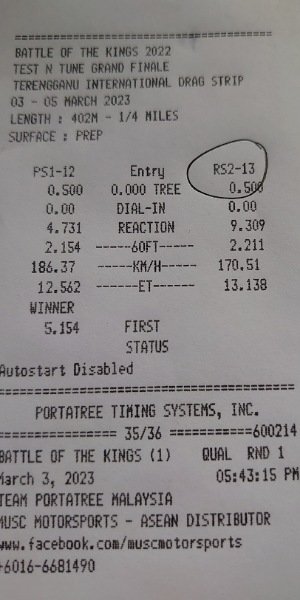 BATTLE OF THE KINGS 2022
TEST N TUNE GRAND FINALE
TERENGGANU INTERNATIONAL DRAG STRIP
03 - 05 MARCH 2023
LENGTH : 402M - 1/4 MILES
SURFACE : PREP
PS1-12 Entry RS2-13
0.500 0.000 TREE 0.500
0.00 DIAL-IN 0.00
4.731 REACTION 9.309
2.154 ------60FT------ 2.211
186.37 ------KM/H------ 170.51
12.562 -------ET------- 13.138
WINNER
5.154 FIRST
STATUS
Autostart Disabled
PORTATREE TIMING SYSTEMS, INC.
============= 35/36 ===========600214
BATTLE OF THE KINGS (1) QUAL RND 1
March 3, 2023 05:43:15 PM
TEAM PORTATREE MALAYSIA
MUSC MOTORSPORTS - ASEAN DISTRIBUTOR
www.facebook.com/muscmotorsports
+6016-6681490